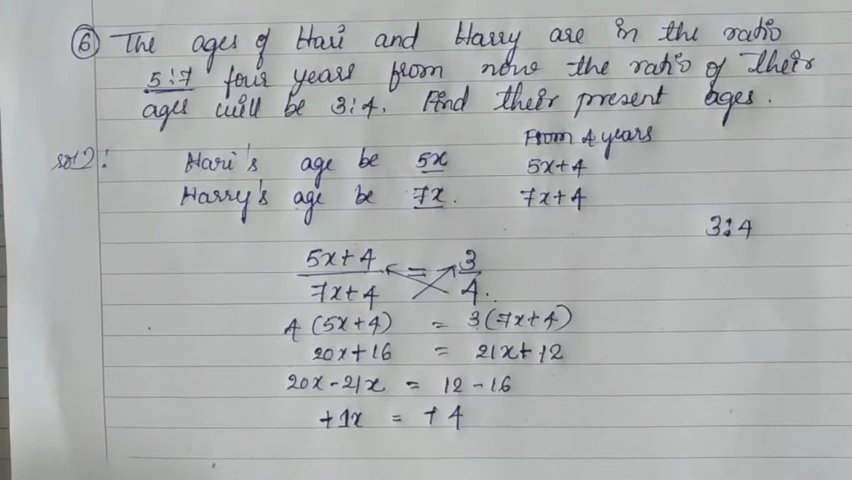 6 The ages of Hari and Harry are in the ratio
5:7 four years from now the ratio of their
ages will be 3:4. Find their present ages.
From 4 years
soln: Hari's age be 5x 5x+4
Harry's age be 7x. 7x+4
3:4
5x+4 = 3
7x+4 4.
4 (5x+4) = 3(7x+4)
20x+16 = 21x+12
20x-21x = 12-16
+1x = +4